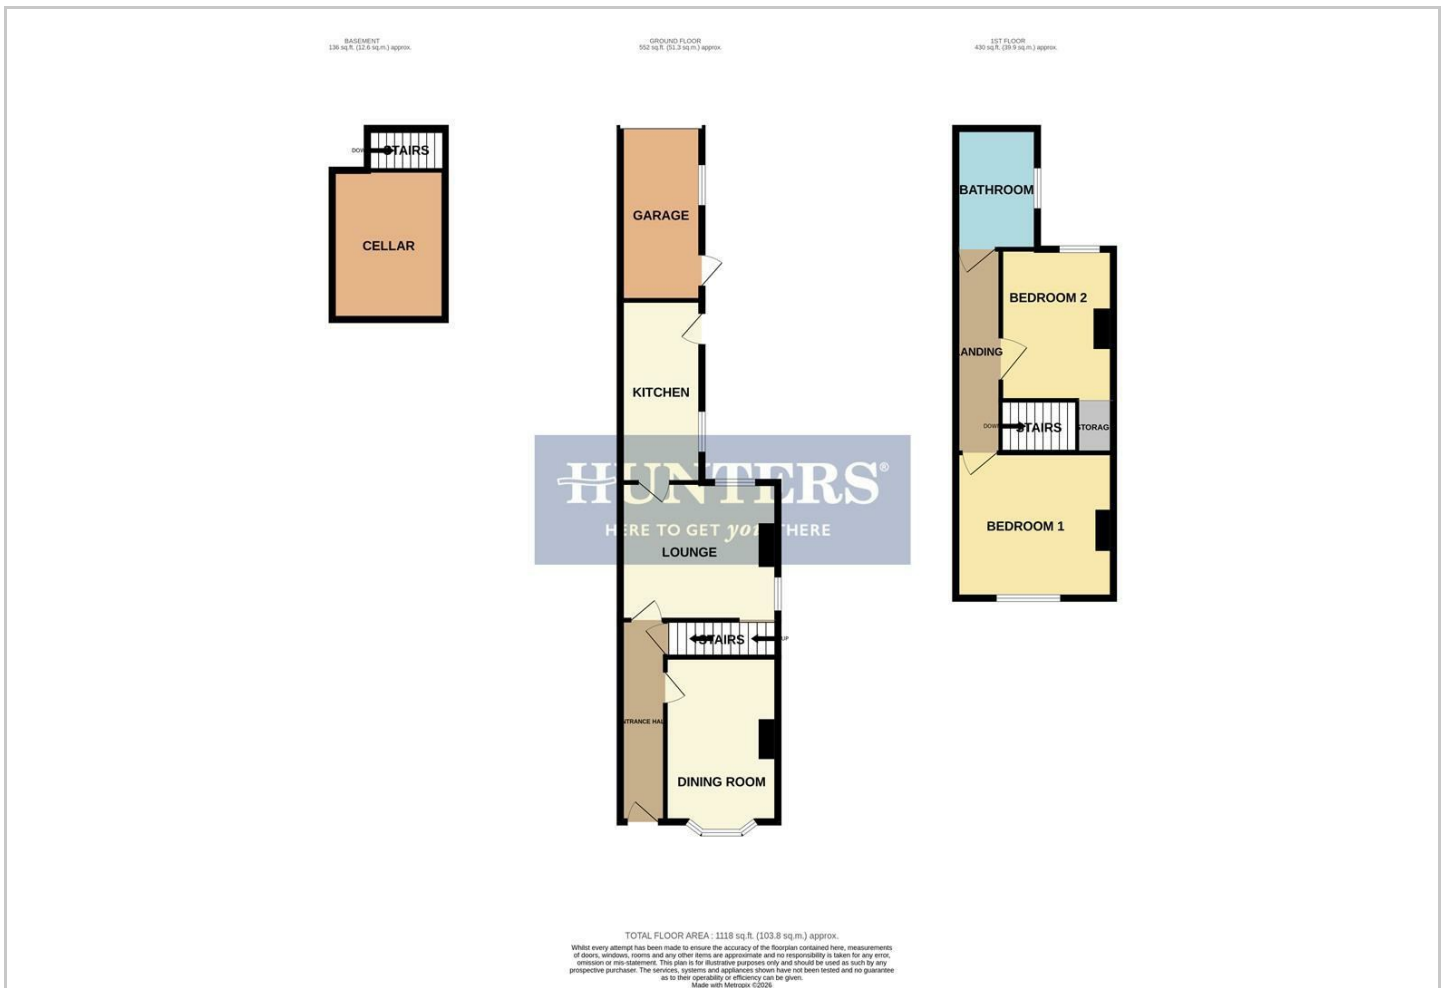 BASEMENT
136 sq.ft. (12.6 sq.m.) approx.
GROUND FLOOR
552 sq.ft. (51.3 sq.m.) approx.
1ST FLOOR
430 sq.ft. (39.9 sq.m.) approx.
DOWN
STAIRS
CELLAR
GARAGE
KITCHEN
HUNTERS®
HERE TO GET you THERE
LOUNGE
STAIRS
UP
ENTRANCE HALL
DINING ROOM
BATHROOM
BEDROOM 2
LANDING
DOWN
STAIRS
STORAGE
BEDROOM 1
TOTAL FLOOR AREA : 1118 sq.ft. (103.8 sq.m.) approx.
Whilst every attempt has been made to ensure the accuracy of the floorplan contained here, measurements
of doors, windows, rooms and any other items are approximate and no responsibility is taken for any error,
omission or mis-statement. This plan is for illustrative purposes only and should be used as such by any
prospective purchaser. The services, systems and appliances shown have not been tested and no guarantee
as to their operability or efficiency can be given.
Made with Metropix ©2026